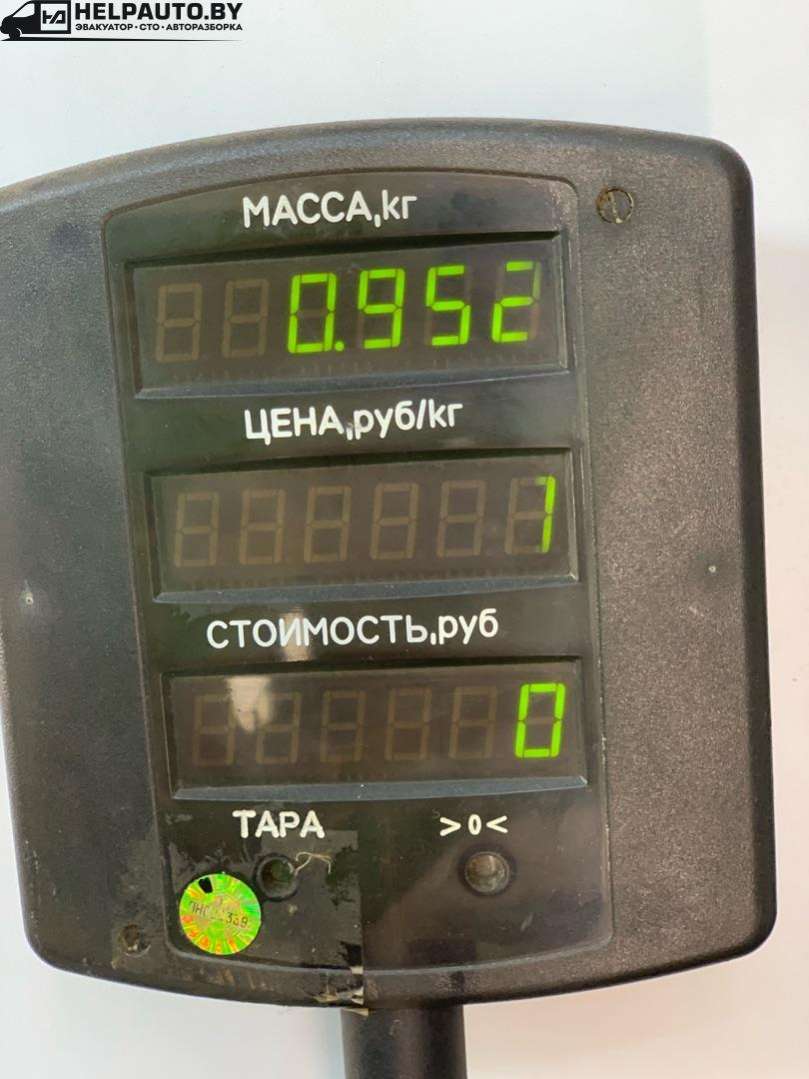 HELPAUTO.BY
ЭВАКУАТОР • СТО • АВТОРАЗБОРКА
МАССА,кг
0.952
ЦЕНА,руб/кг
1
СТОИМОСТЬ,руб
0
ТАРА >0<